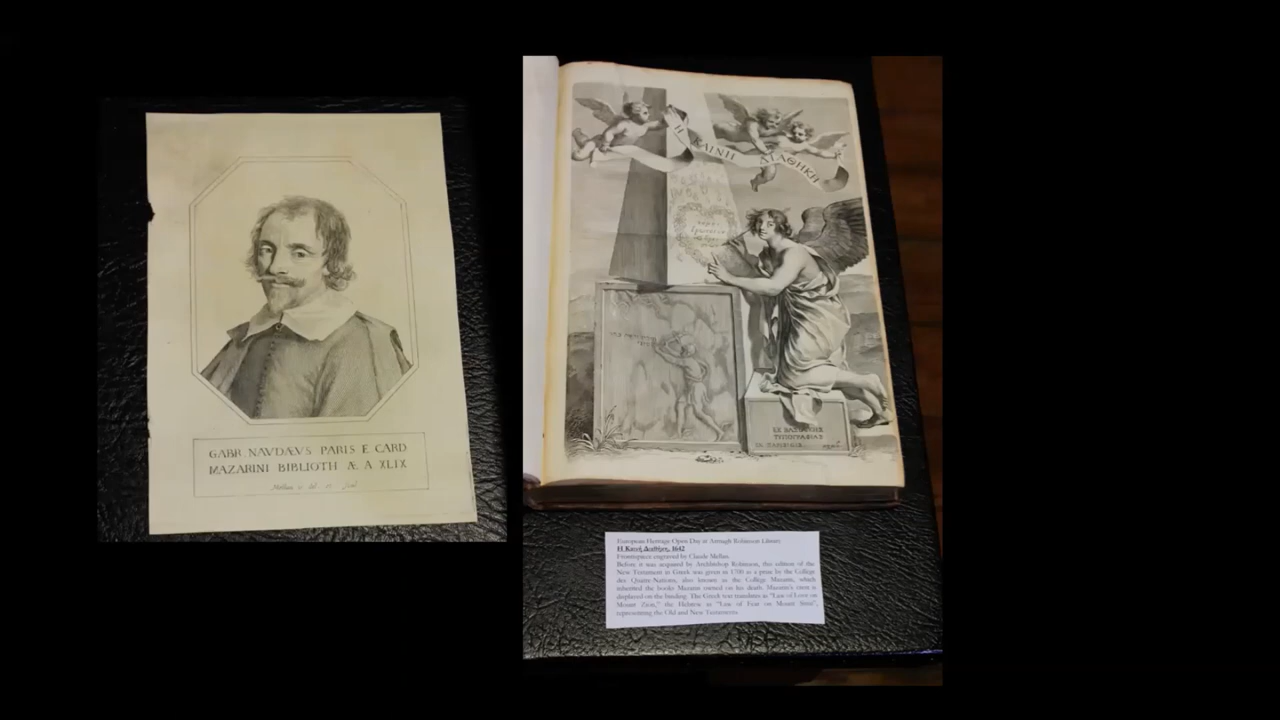 GABR NAVDÆVS PARIS E CARD
MAZARINI BIBLIOTH Æ. A XLIX
Η ΚΑΙΝΗ ΔΙΑΘΗΚΗ
ΤΥΠΟΓΡΑΦΙΑΣ
European Heritage Open Day at Armagh Robinson Library
Η Καινή Διαθήκη, 1642
Frontispiece engraved by Claude Mellan.
Before it was acquired by Archbishop Robinson, this edition of the
New Testament in Greek was given in 1700 as a prize by the Collège
des Quatre-Nations, also known as the Collège Mazarin, which
inherited the books Mazarin owned on his death. Mazarin's crest is
displayed on the binding. The Greek text translates as "Law of Love on
Mount Zion," the Hebrew as "Law of Fear on Mount Sinai",
representing the Old and New Testaments.